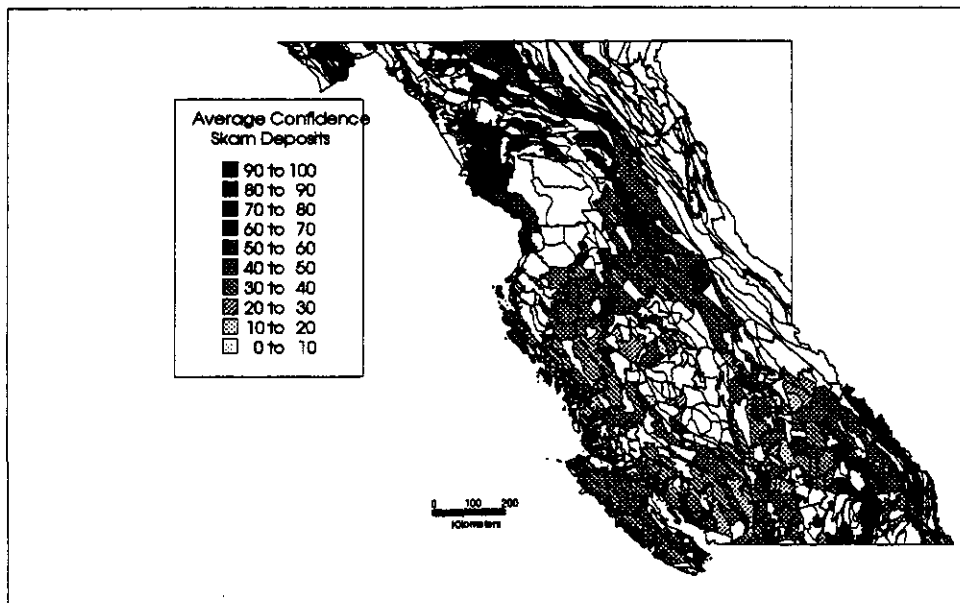 Average Confidence
Skarn Deposits
90 to 100
80 to 90
70 to 80
60 to 70
50 to 60
40 to 50
30 to 40
20 to 30
10 to 20
0 to 10
0 100 200
Kilometers